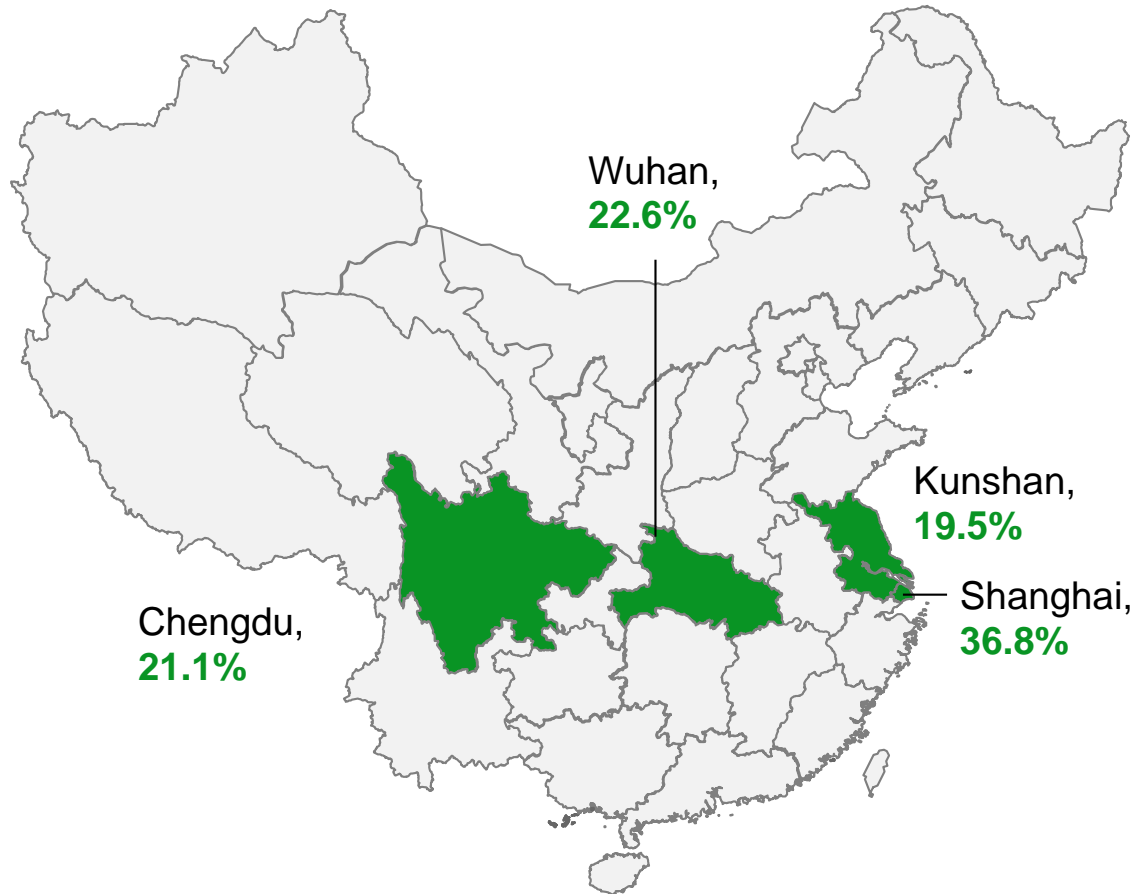 Wuhan,
22.6%
Kunshan,
19.5%
Shanghai,
36.8%
Chengdu,
21.1%